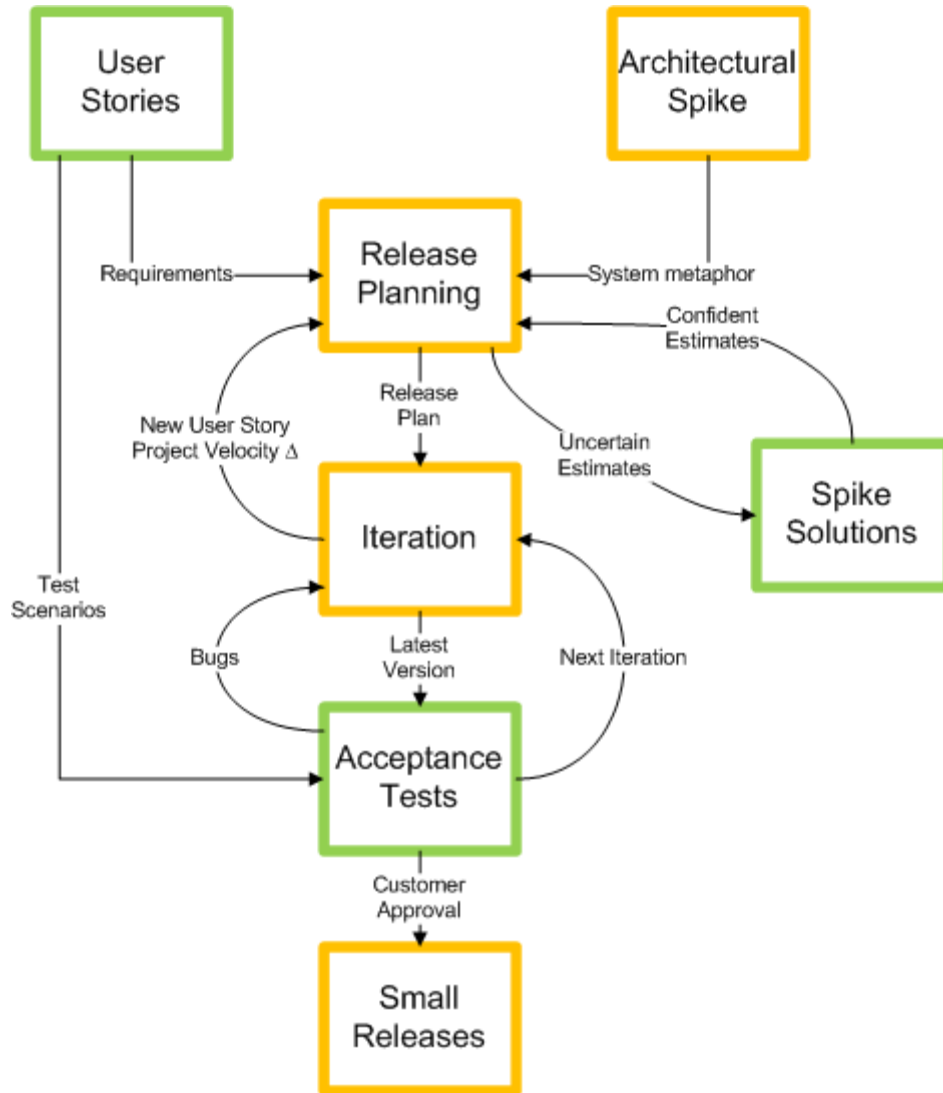 User
Stories
Architectural
Spike
Release
Planning
Requirements
System metaphor
Confident
Estimates
Release
Plan
New User Story
Project Velocity Δ
Uncertain
Estimates
Spike
Solutions
Iteration
Test
Scenarios
Bugs
Latest
Version
Next Iteration
Acceptance
Tests
Customer
Approval
Small
Releases